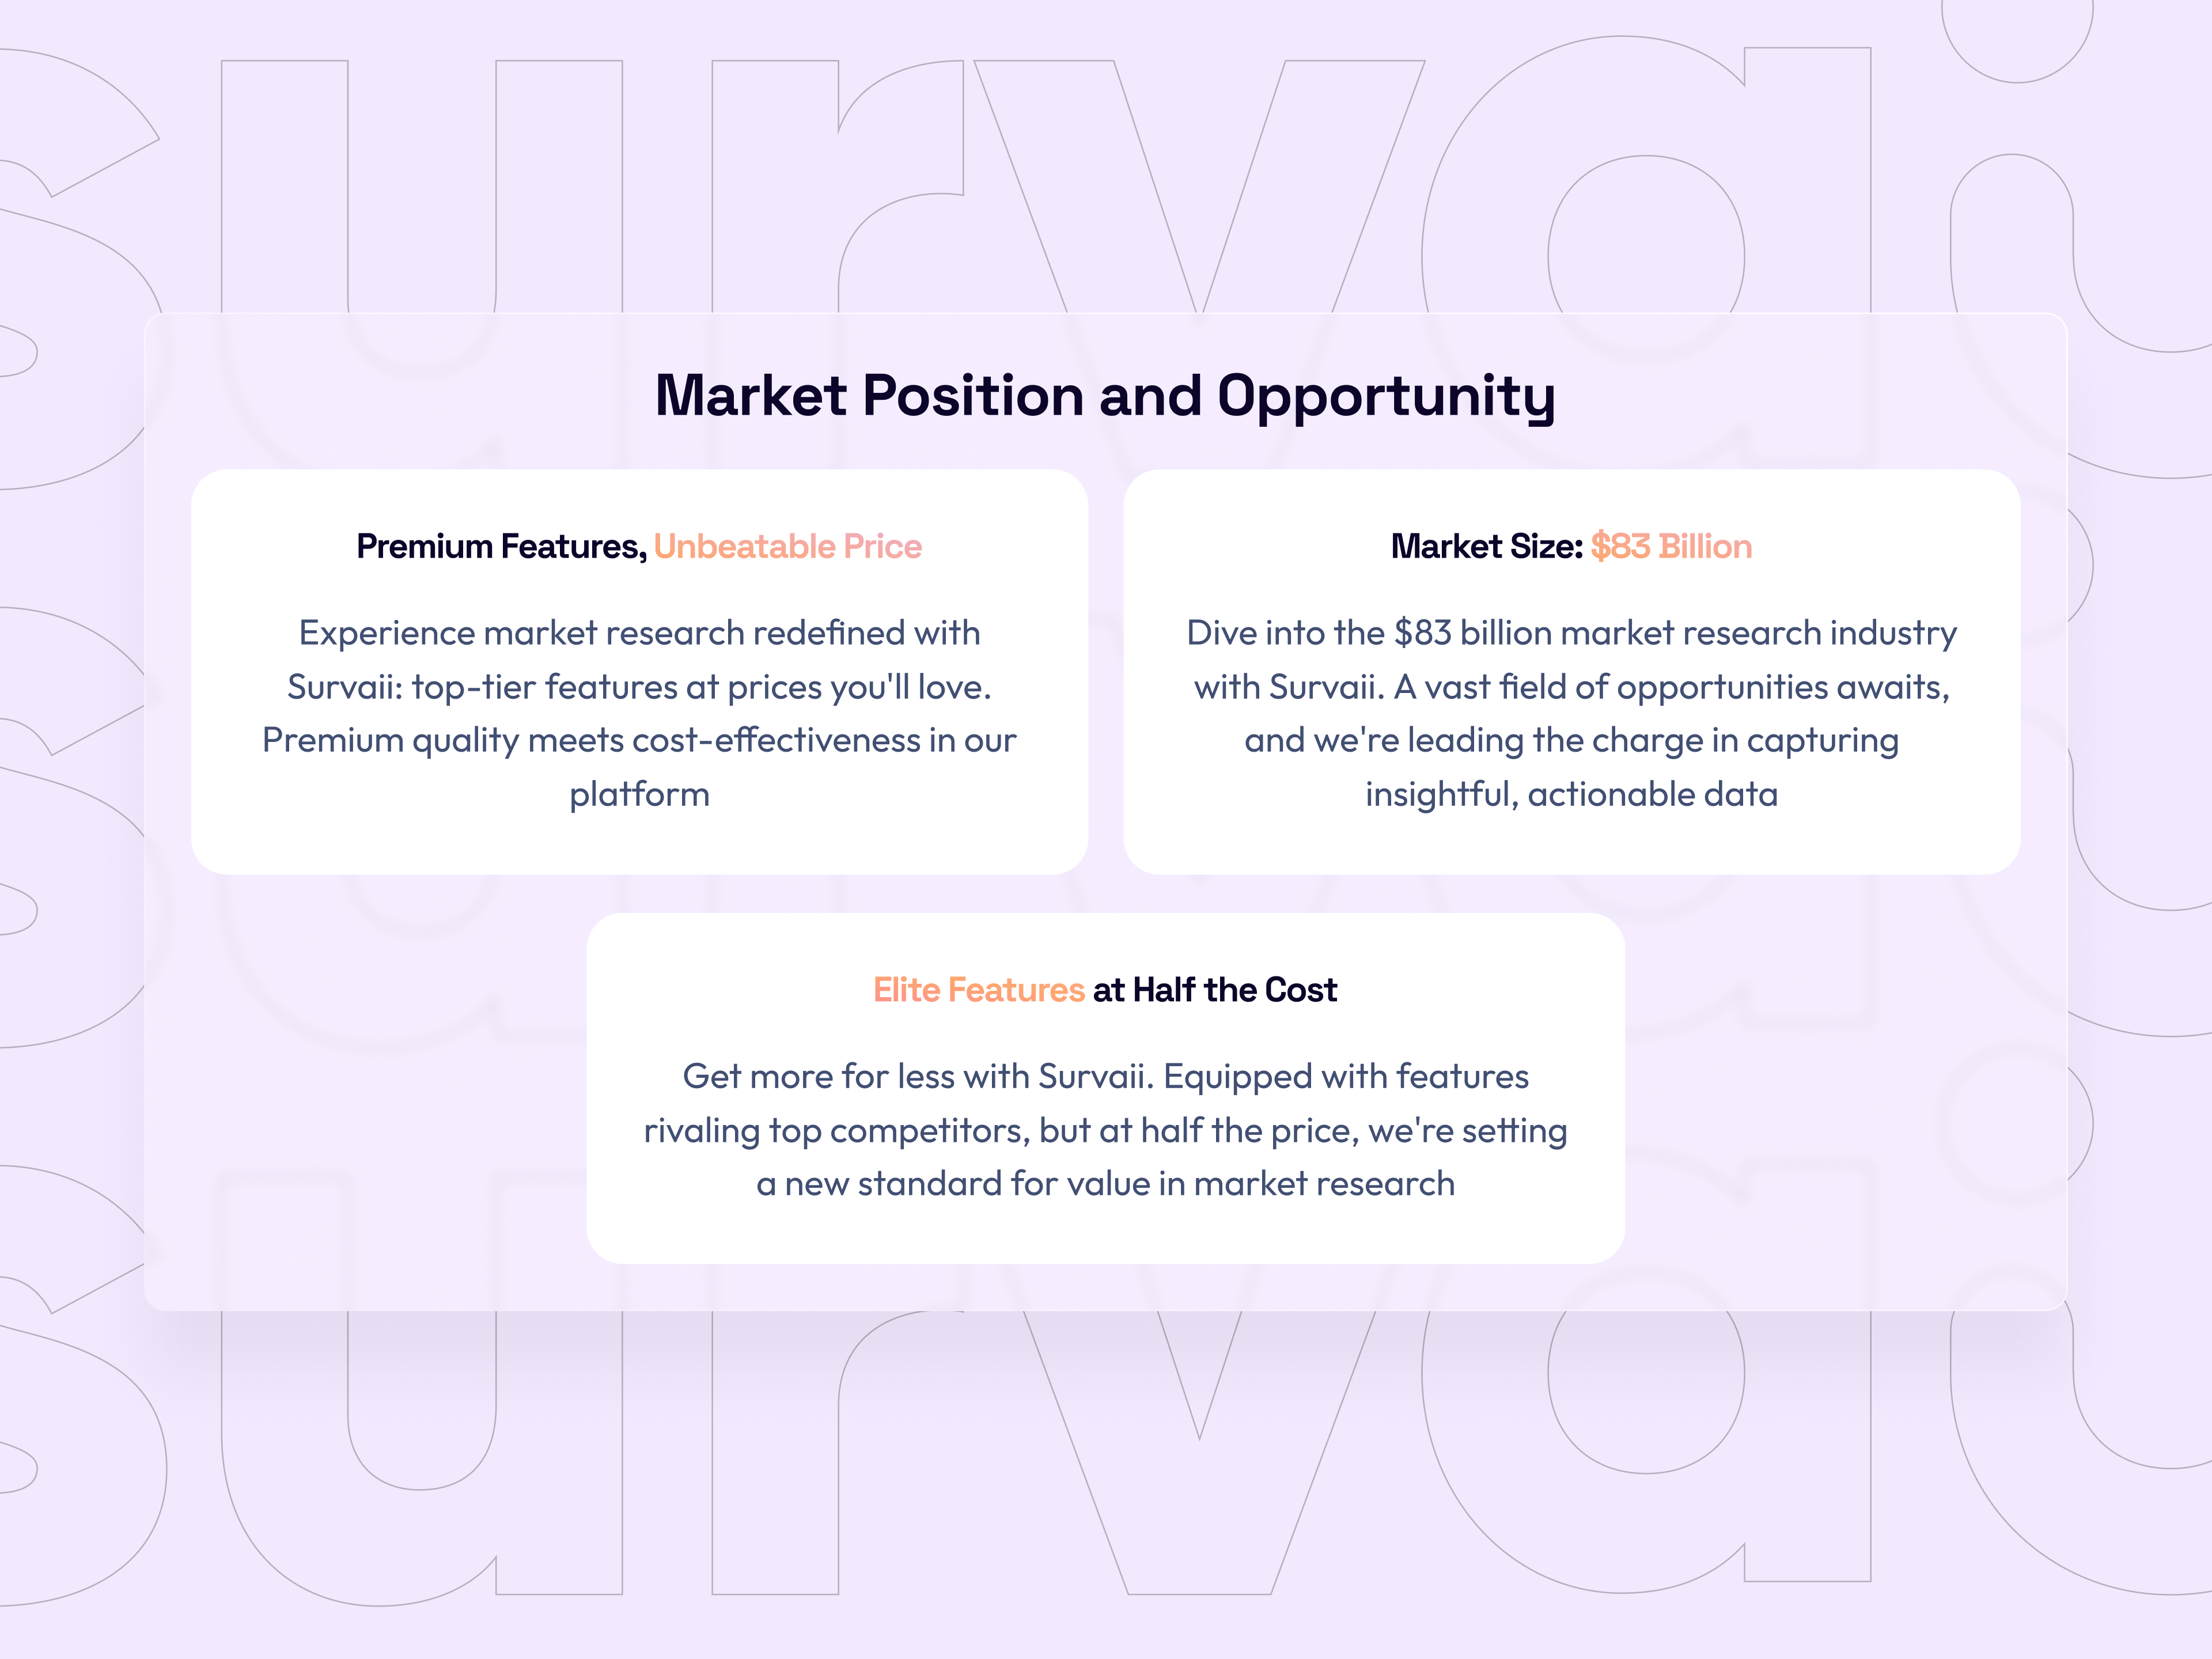 survaii
Market Position and Opportunity
Premium Features, Unbeatable Price
Experience market research redefined with
Survaii: top-tier features at prices you'll love.
Premium quality meets cost-effectiveness in our
platform
Market Size: $83 Billion
Dive into the $83 billion market research industry
with Survaii. A vast field of opportunities awaits,
and we're leading the charge in capturing
insightful, actionable data
Elite Features at Half the Cost
Get more for less with Survaii. Equipped with features
rivaling top competitors, but at half the price, we're setting
a new standard for value in market research